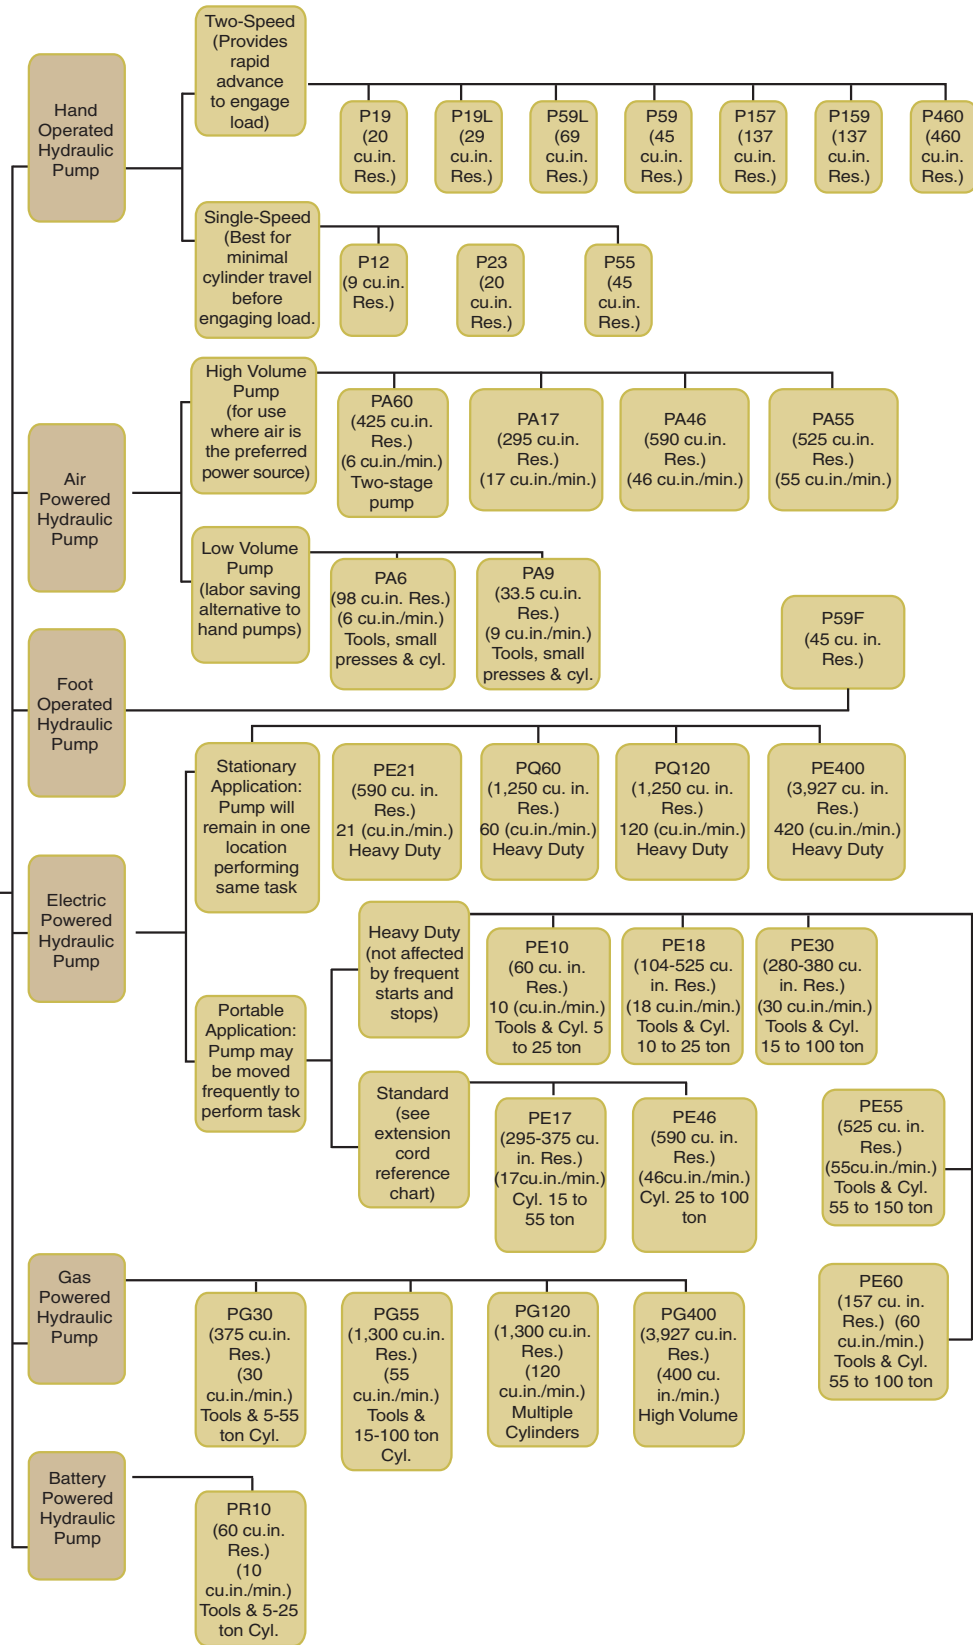 Hand
Operated
Hydraulic
Pump
Two-Speed
(Provides
rapid
advance
to engage
load)
P19
(20
cu.in.
Res.)
P19L
(29
cu.in.
Res.)
P59L
(69
cu.in.
Res.)
P59
(45
cu.in.
Res.)
P157
(137
cu.in.
Res.)
P159
(137
cu.in.
Res.)
P460
(460
cu.in.
Res.)
Single-Speed
(Best for
minimal
cylinder travel
before
engaging load.
P12
(9 cu.in.
Res.)
P23
(20
cu.in.
Res.)
P55
(45
cu.in.
Res.)
Air
Powered
Hydraulic
Pump
High Volume
Pump
(for use
where air is
the preferred
power source)
PA60
(425 cu.in.
Res.)
(6 cu.in./min.)
Two-stage
pump
PA17
(295 cu.in.
Res.)
(17 cu.in./min.)
PA46
(590 cu.in.
Res.)
(46 cu.in./min.)
PA55
(525 cu.in.
Res.)
(55 cu.in./min.)
Low Volume
Pump
(labor saving
alternative to
hand pumps)
PA6
(98 cu.in. Res.)
(6 cu.in./min.)
Tools, small
presses & cyl.
PA9
(33.5 cu.in.
Res.)
(9 cu.in./min.)
Tools, small
presses & cyl.
Foot
Operated
Hydraulic
Pump
P59F
(45 cu. in.
Res.)
Electric
Powered
Hydraulic
Pump
Stationary
Application:
Pump will
remain in one
location
performing
same task
PE21
(590 cu. in.
Res.)
21 (cu.in./min.)
Heavy Duty
PQ60
(1,250 cu. in.
Res.)
60 (cu.in./min.)
Heavy Duty
PQ120
(1,250 cu. in.
Res.)
120 (cu.in./min.)
Heavy Duty
PE400
(3,927 cu. in.
Res.)
420 (cu.in./min.)
Heavy Duty
Portable
Application:
Pump may
be moved
frequently to
perform task
Heavy Duty
(not affected
by frequent
starts and
stops)
PE10
(60 cu. in.
Res.)
10 (cu.in./min.)
Tools & Cyl. 5
to 25 ton
PE18
(104-525 cu.
in. Res.)
(18 cu.in./min.)
Tools & Cyl.
10 to 25 ton
PE30
(280-380 cu.
in. Res.)
(30 cu.in./min.)
Tools & Cyl.
15 to 100 ton
PE55
(525 cu. in.
Res.)
(55cu.in./min.)
Tools & Cyl.
55 to 150 ton
PE60
(157 cu. in.
Res.) (60
cu.in./min.)
Tools & Cyl.
55 to 100 ton
Standard
(see
extension
cord
reference
chart)
PE17
(295-375 cu.
in. Res.)
(17cu.in./min.)
Cyl. 15 to
55 ton
PE46
(590 cu. in.
Res.)
(46cu.in./min.)
Cyl. 25 to 100
ton
Gas
Powered
Hydraulic
Pump
PG30
(375 cu.in.
Res.)
(30
cu.in./min.)
Tools & 5-55
ton Cyl.
PG55
(1,300 cu.in.
Res.)
(55
cu.in./min.)
Tools &
15-100 ton
Cyl.
PG120
(1,300 cu.in.
Res.)
(120
cu.in./min.)
Multiple
Cylinders
PG400
(3,927 cu.in.
Res.)
(400 cu.
in./min.)
High Volume
Battery
Powered
Hydraulic
Pump
PR10
(60 cu.in.
Res.)
(10
cu.in./min.)
Tools & 5-25
ton Cyl.